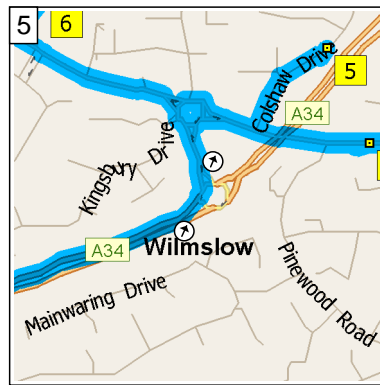 5
6
Colshaw Drive
5
A34
Kingsbury Drive
Wilmslow
A34
Pinewood Road
Mainwaring Drive